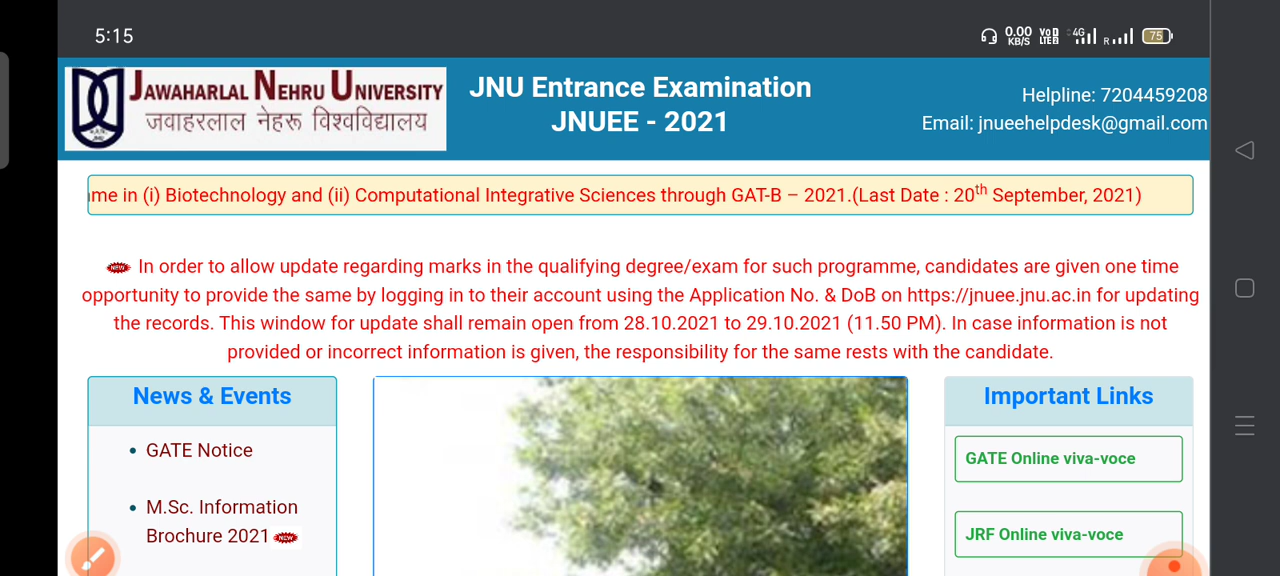 5:15
0.00 KB/S
Vo LTE2
4G
R
75
JAWAHARLAL NEHRU UNIVERSITY
जवाहरलाल नेहरू विश्वविद्यालय
JNU Entrance Examination
JNUEE - 2021
Helpline: 7204459208
Email: jnueehelpdesk@gmail.com
me in (i) Biotechnology and (ii) Computational Integrative Sciences through GAT-B – 2021.(Last Date : 20th September, 2021)
NEW In order to allow update regarding marks in the qualifying degree/exam for such programme, candidates are given one time
opportunity to provide the same by logging in to their account using the Application No. & DoB on https://jnuee.jnu.ac.in for updating
the records. This window for update shall remain open from 28.10.2021 to 29.10.2021 (11.50 PM). In case information is not
provided or incorrect information is given, the responsibility for the same rests with the candidate.
News & Events
• GATE Notice
• M.Sc. Information
Brochure 2021 NEW
Important Links
GATE Online viva-voce
JRF Online viva-voce